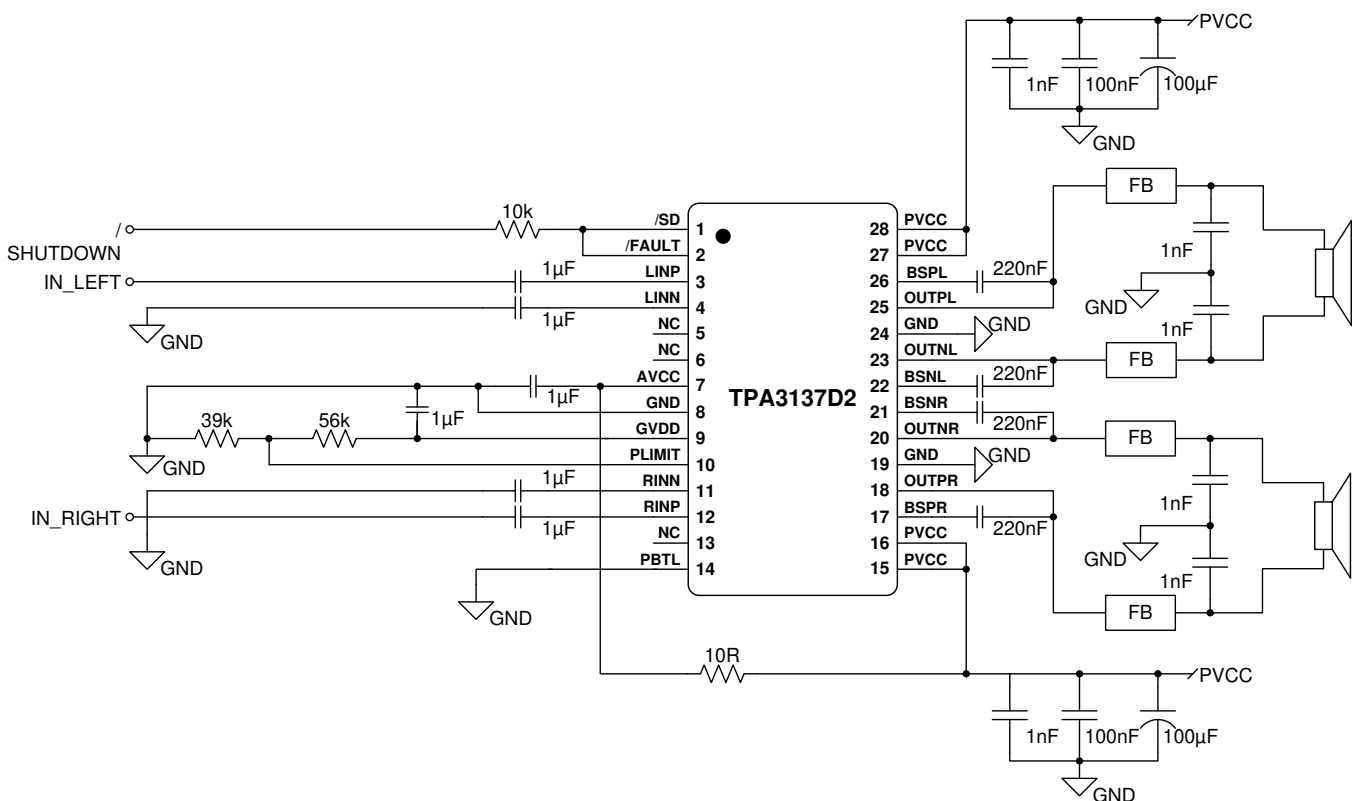 PVCC
1nF
100nF
100µF
GND
FB
1nF
GND
1nF
FB
10k
/
SHUTDOWN
IN_LEFT
1µF
1µF
GND
1µF
1µF
39k
56k
GND
1µF
IN_RIGHT
1µF
GND
GND
/SD
1
/FAULT
2
LINP
3
LINN
4
NC
5
NC
6
AVCC
7
GND
8
GVDD
9
PLIMIT
10
RINN
11
RINP
12
NC
13
PBTL
14
TPA3137D2
28
PVCC
27
PVCC
26
BSPL
220nF
25
OUTPL
24
GND
GND
23
OUTNL
220nF
22
BSNL
21
BSNR
220nF
20
OUTNR
19
GND
GND
18
OUTPR
17
BSPR
220nF
16
PVCC
15
PVCC
FB
1nF
GND
1nF
FB
10R
PVCC
1nF
100nF
100µF
GND